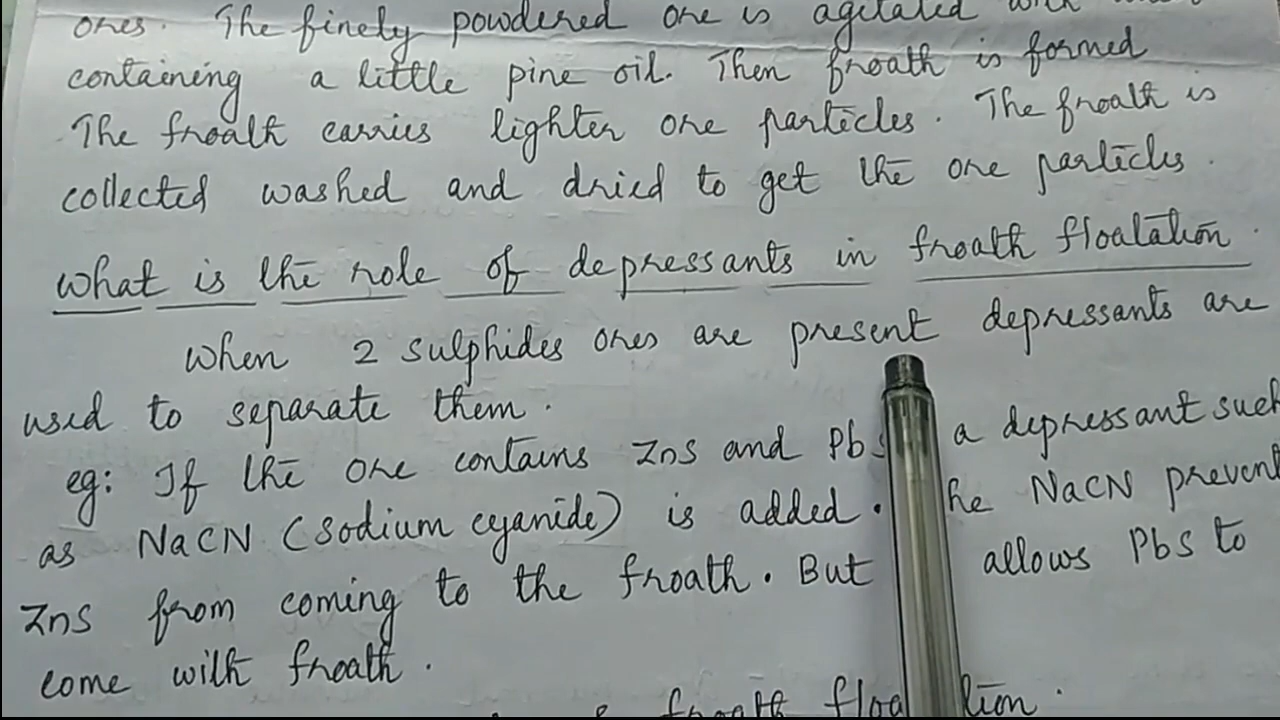 ores. The finely powdered ore is agitated with
containing a little pine oil. Then froath is formed
The froath carries lighter ore particles. The froath is
collected washed and dried to get the ore particles.
What is the role of depressants in froath floatation.
When 2 sulphides ores are present depressants are
used to separate them.
eg: If the ore contains ZnS and PbS a depressant such
as NaCN (sodium cyanide) is added. The NaCN prevent
ZnS from coming to the froath. But allows PbS to
come with froath.
froath